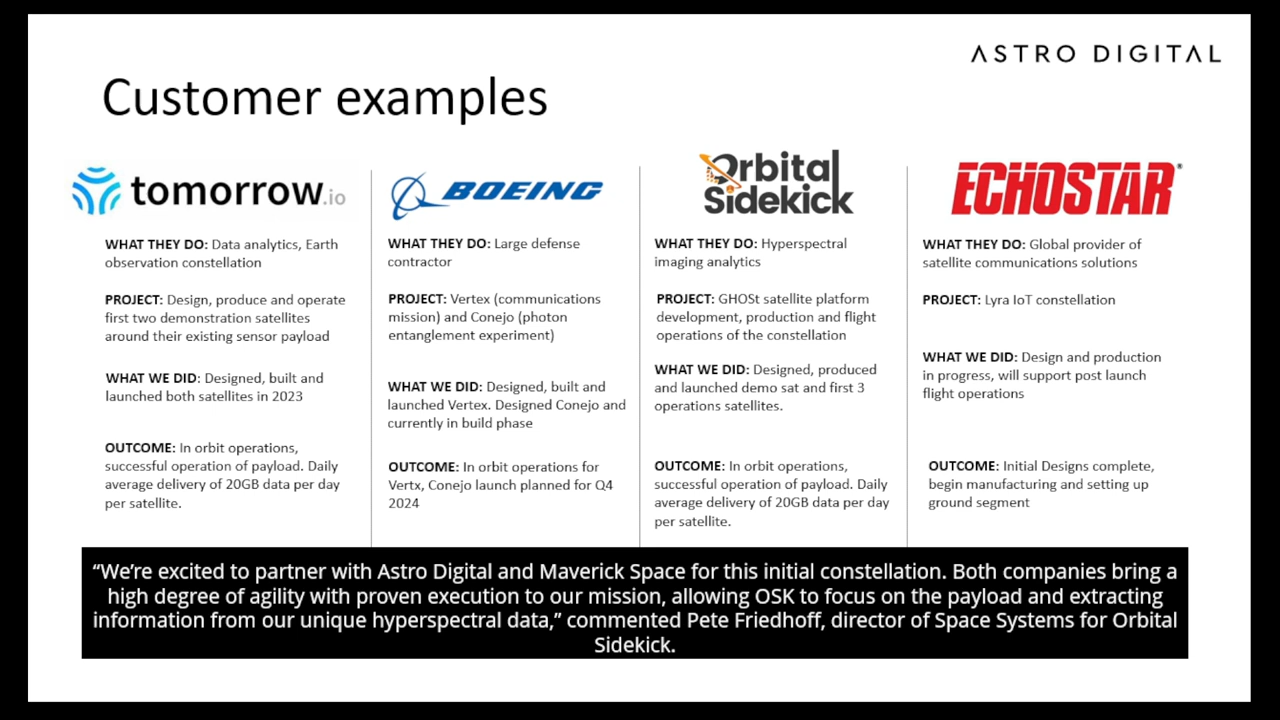 ASTRO DIGITAL
Customer examples
tomorrow.io
WHAT THEY DO: Data analytics, Earth
observation constellation
PROJECT: Design, produce and operate
first two demonstration satellites
around their existing sensor payload
WHAT WE DID: Designed, built and
launched both satellites in 2023
OUTCOME: In orbit operations,
successful operation of payload. Daily
average delivery of 20GB data per day
per satellite.
BOEING
WHAT THEY DO: Large defense
contractor
PROJECT: Vertex (communications
mission) and Conejo (photon
entanglement experiment)
WHAT WE DID: Designed, built and
launched Vertex. Designed Conejo and
currently in build phase
OUTCOME: In orbit operations for
Vertx, Conejo launch planned for Q4
2024
Orbital
Sidekick
WHAT THEY DO: Hyperspectral
imaging analytics
PROJECT: GHOSt satellite platform
development, production and flight
operations of the constellation
WHAT WE DID: Designed, produced
and launched demo sat and first 3
operations satellites.
OUTCOME: In orbit operations,
successful operation of payload. Daily
average delivery of 20GB data per day
per satellite.
ECHOSTAR®
WHAT THEY DO: Global provider of
satellite communications solutions
PROJECT: Lyra IoT constellation
WHAT WE DID: Design and production
in progress, will support post launch
flight operations
OUTCOME: Initial Designs complete,
begin manufacturing and setting up
ground segment
“We’re excited to partner with Astro Digital and Maverick Space for this initial constellation. Both companies bring a
high degree of agility with proven execution to our mission, allowing OSK to focus on the payload and extracting
information from our unique hyperspectral data,” commented Pete Friedhoff, director of Space Systems for Orbital
Sidekick.